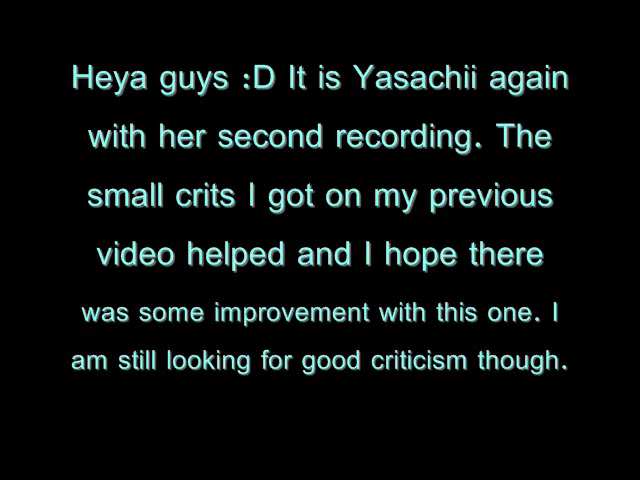 Heya guys :D It is Yasachii again
with her second recording. The
small crits I got on my previous
video helped and I hope there
was some improvement with this one. I
am still looking for good criticism though.